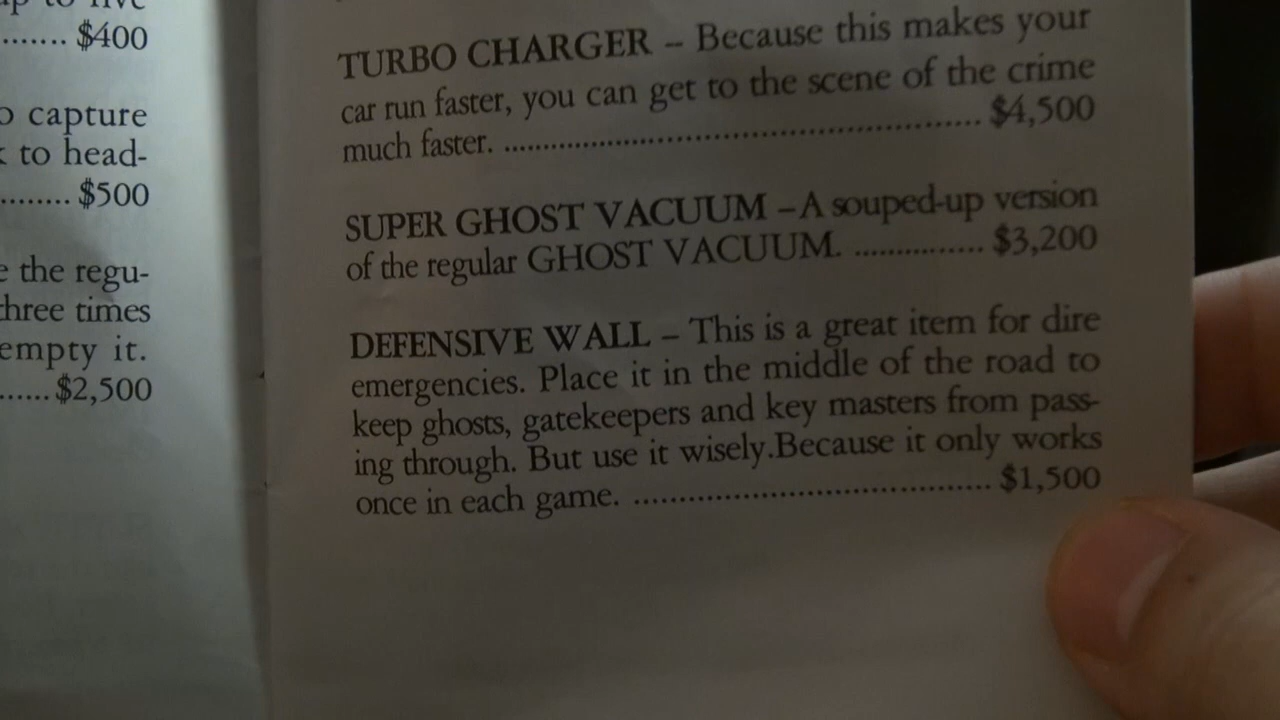 up to five
....... $400
o capture
to head-
........ $500
e the regu-
three times
empty it.
......$2,500
TURBO CHARGER – Because this makes your
car run faster, you can get to the scene of the crime
much faster. .................................................. $4,500
SUPER GHOST VACUUM – A souped-up version
of the regular GHOST VACUUM. ............... $3,200
DEFENSIVE WALL – This is a great item for dire
emergencies. Place it in the middle of the road to
keep ghosts, gatekeepers and key masters from pass-
ing through. But use it wisely.Because it only works
once in each game. ........................................ $1,500